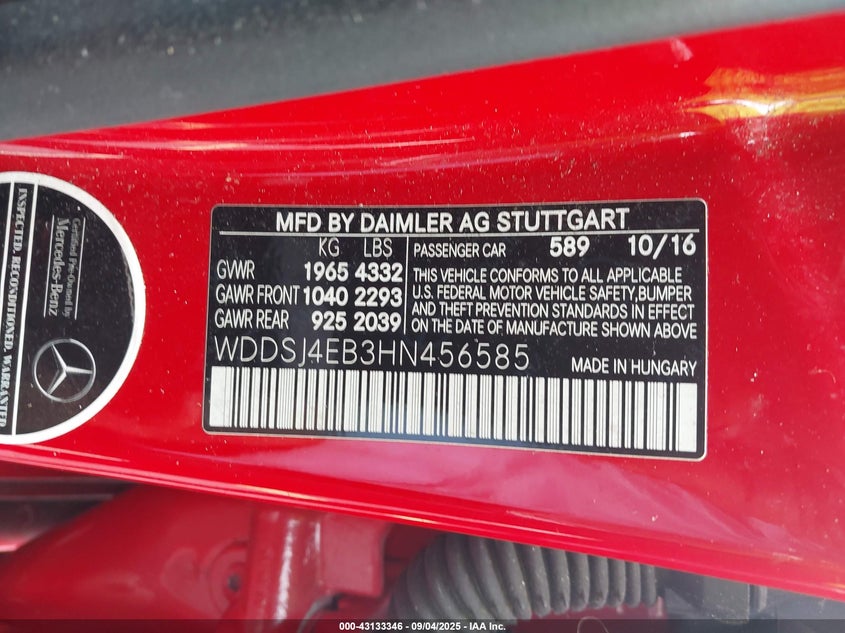 MFD BY DAIMLER AG STUTTGART
KG LBS
GVWR 1965 4332
GAWR FRONT 1040 2293
GAWR REAR 925 2039
PASSENGER CAR 589 10/16
THIS VEHICLE CONFORMS TO ALL APPLICABLE
U.S. FEDERAL MOTOR VEHICLE SAFETY,BUMPER
AND THEFT PREVENTION STANDARDS IN EFFECT
ON THE DATE OF MANUFACTURE SHOWN ABOVE
WDDSJ4EB3HN456585
MADE IN HUNGARY
INSPECTED. RECONDITIONED. WARRANTED
Certified Pre-Owned by
Mercedes-Benz
000-43133346 - 09/04/2025 - IAA Inc.